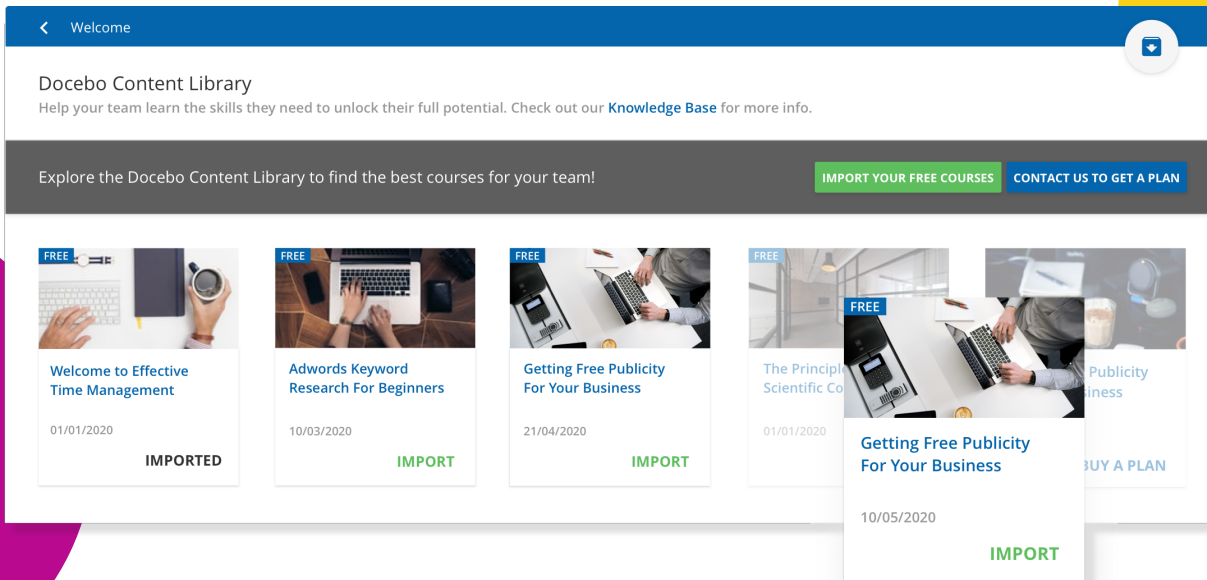 Welcome
Docebo Content Library
Help your team learn the skills they need to unlock their full potential. Check out our Knowledge Base for more info.
Explore the Docebo Content Library to find the best courses for your team!
IMPORT YOUR FREE COURSES
CONTACT US TO GET A PLAN
FREE
Welcome to Effective
Time Management
01/01/2020
IMPORTED
FREE
Adwords Keyword
Research For Beginners
10/03/2020
IMPORT
FREE
Getting Free Publicity
For Your Business
21/04/2020
IMPORT
FREE
The
Scientific
01/01/2020
FREE
Getting Free Publicity
For Your Business
10/05/2020
IMPORT
Publicity
BUY A PLAN